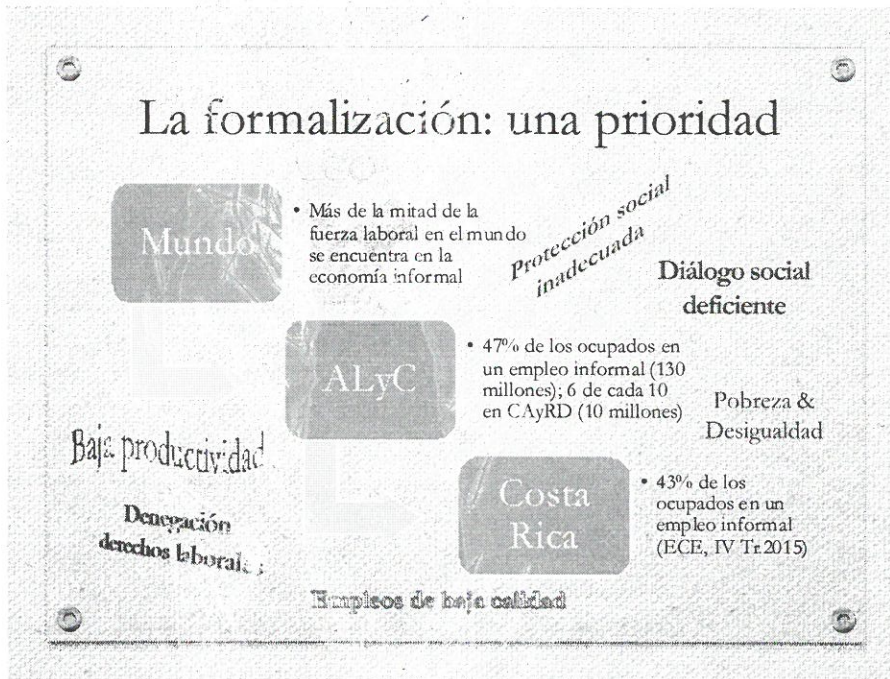 La formalización: una prioridad
Mundo
• Más de la mitad de la
fuerza laboral en el mundo
se encuentra en la
economía informal
Protección social
inadecuada
Diálogo social
deficiente
ALyC
• 47% de los ocupados en
un empleo informal (130
millones); 6 de cada 10
en CAyRD (10 millones)
Pobreza &
Desigualdad
Baja productividad
Costa
Rica
• 43% de los
ocupados en un
empleo informal
(ECE, IV Tr.2015)
Denegación
derechos laborales
Empleos de baja calidad